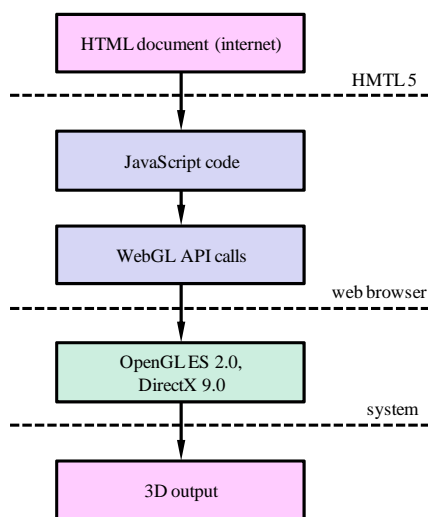 HTML document (internet)
HMTL 5
JavaScript code
WebGL API calls
web browser
OpenGL ES 2.0,
DirectX 9.0
system
3D output